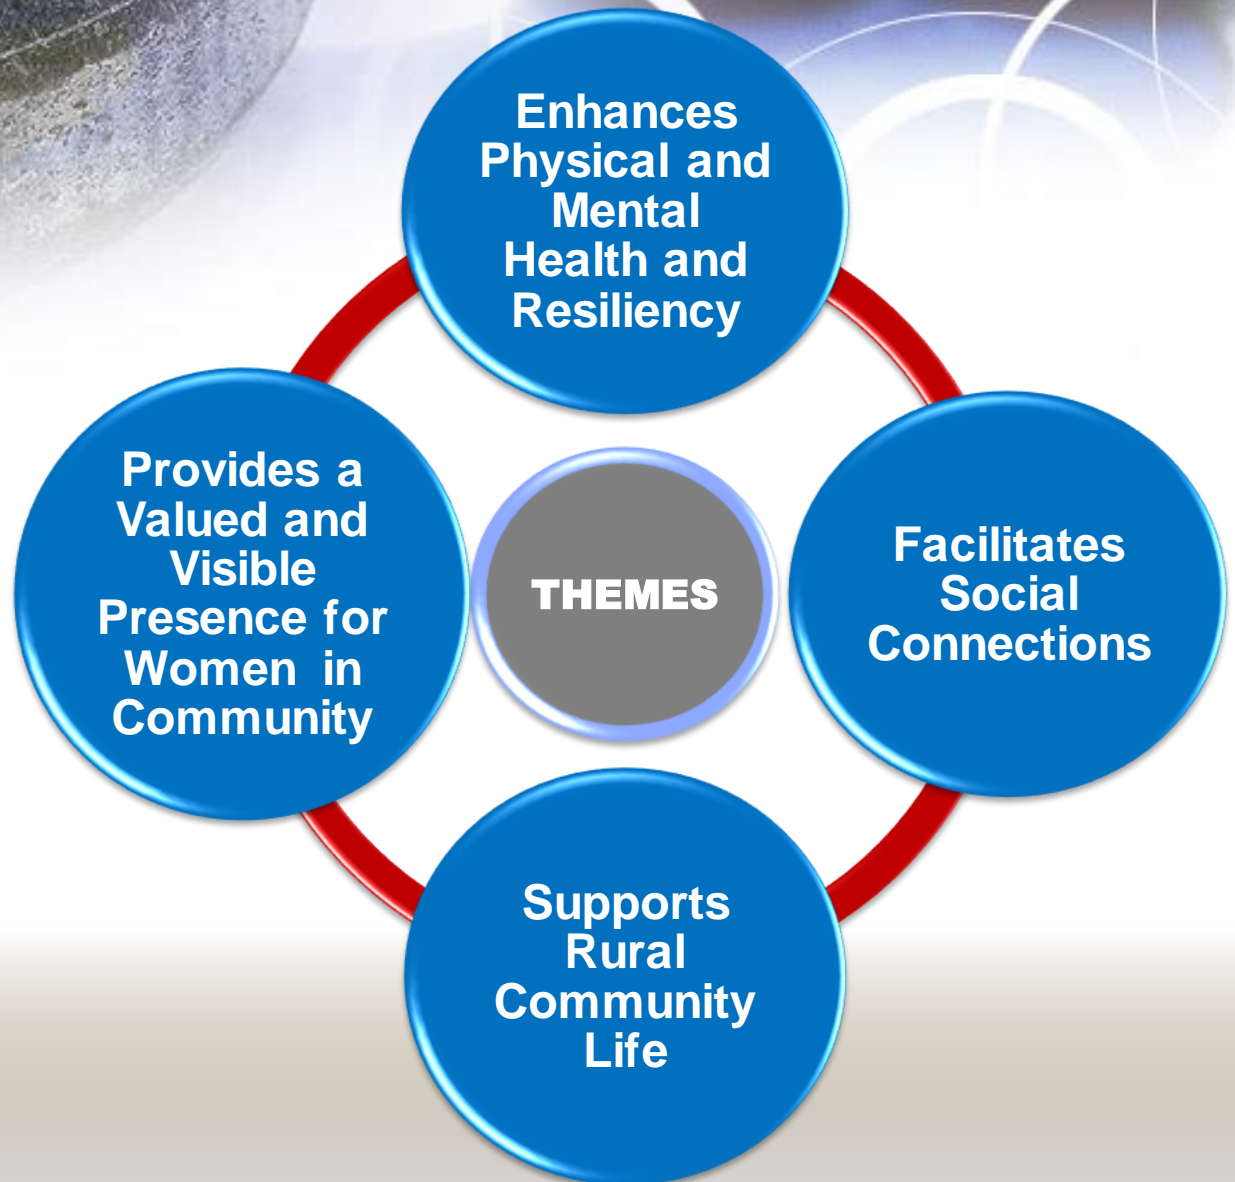 Enhances
Physical and
Mental
Health and
Resiliency
Provides a
Valued and
Visible
Presence for
Women in
Community
THEMES
Facilitates
Social
Connections
Supports
Rural
Community
Life